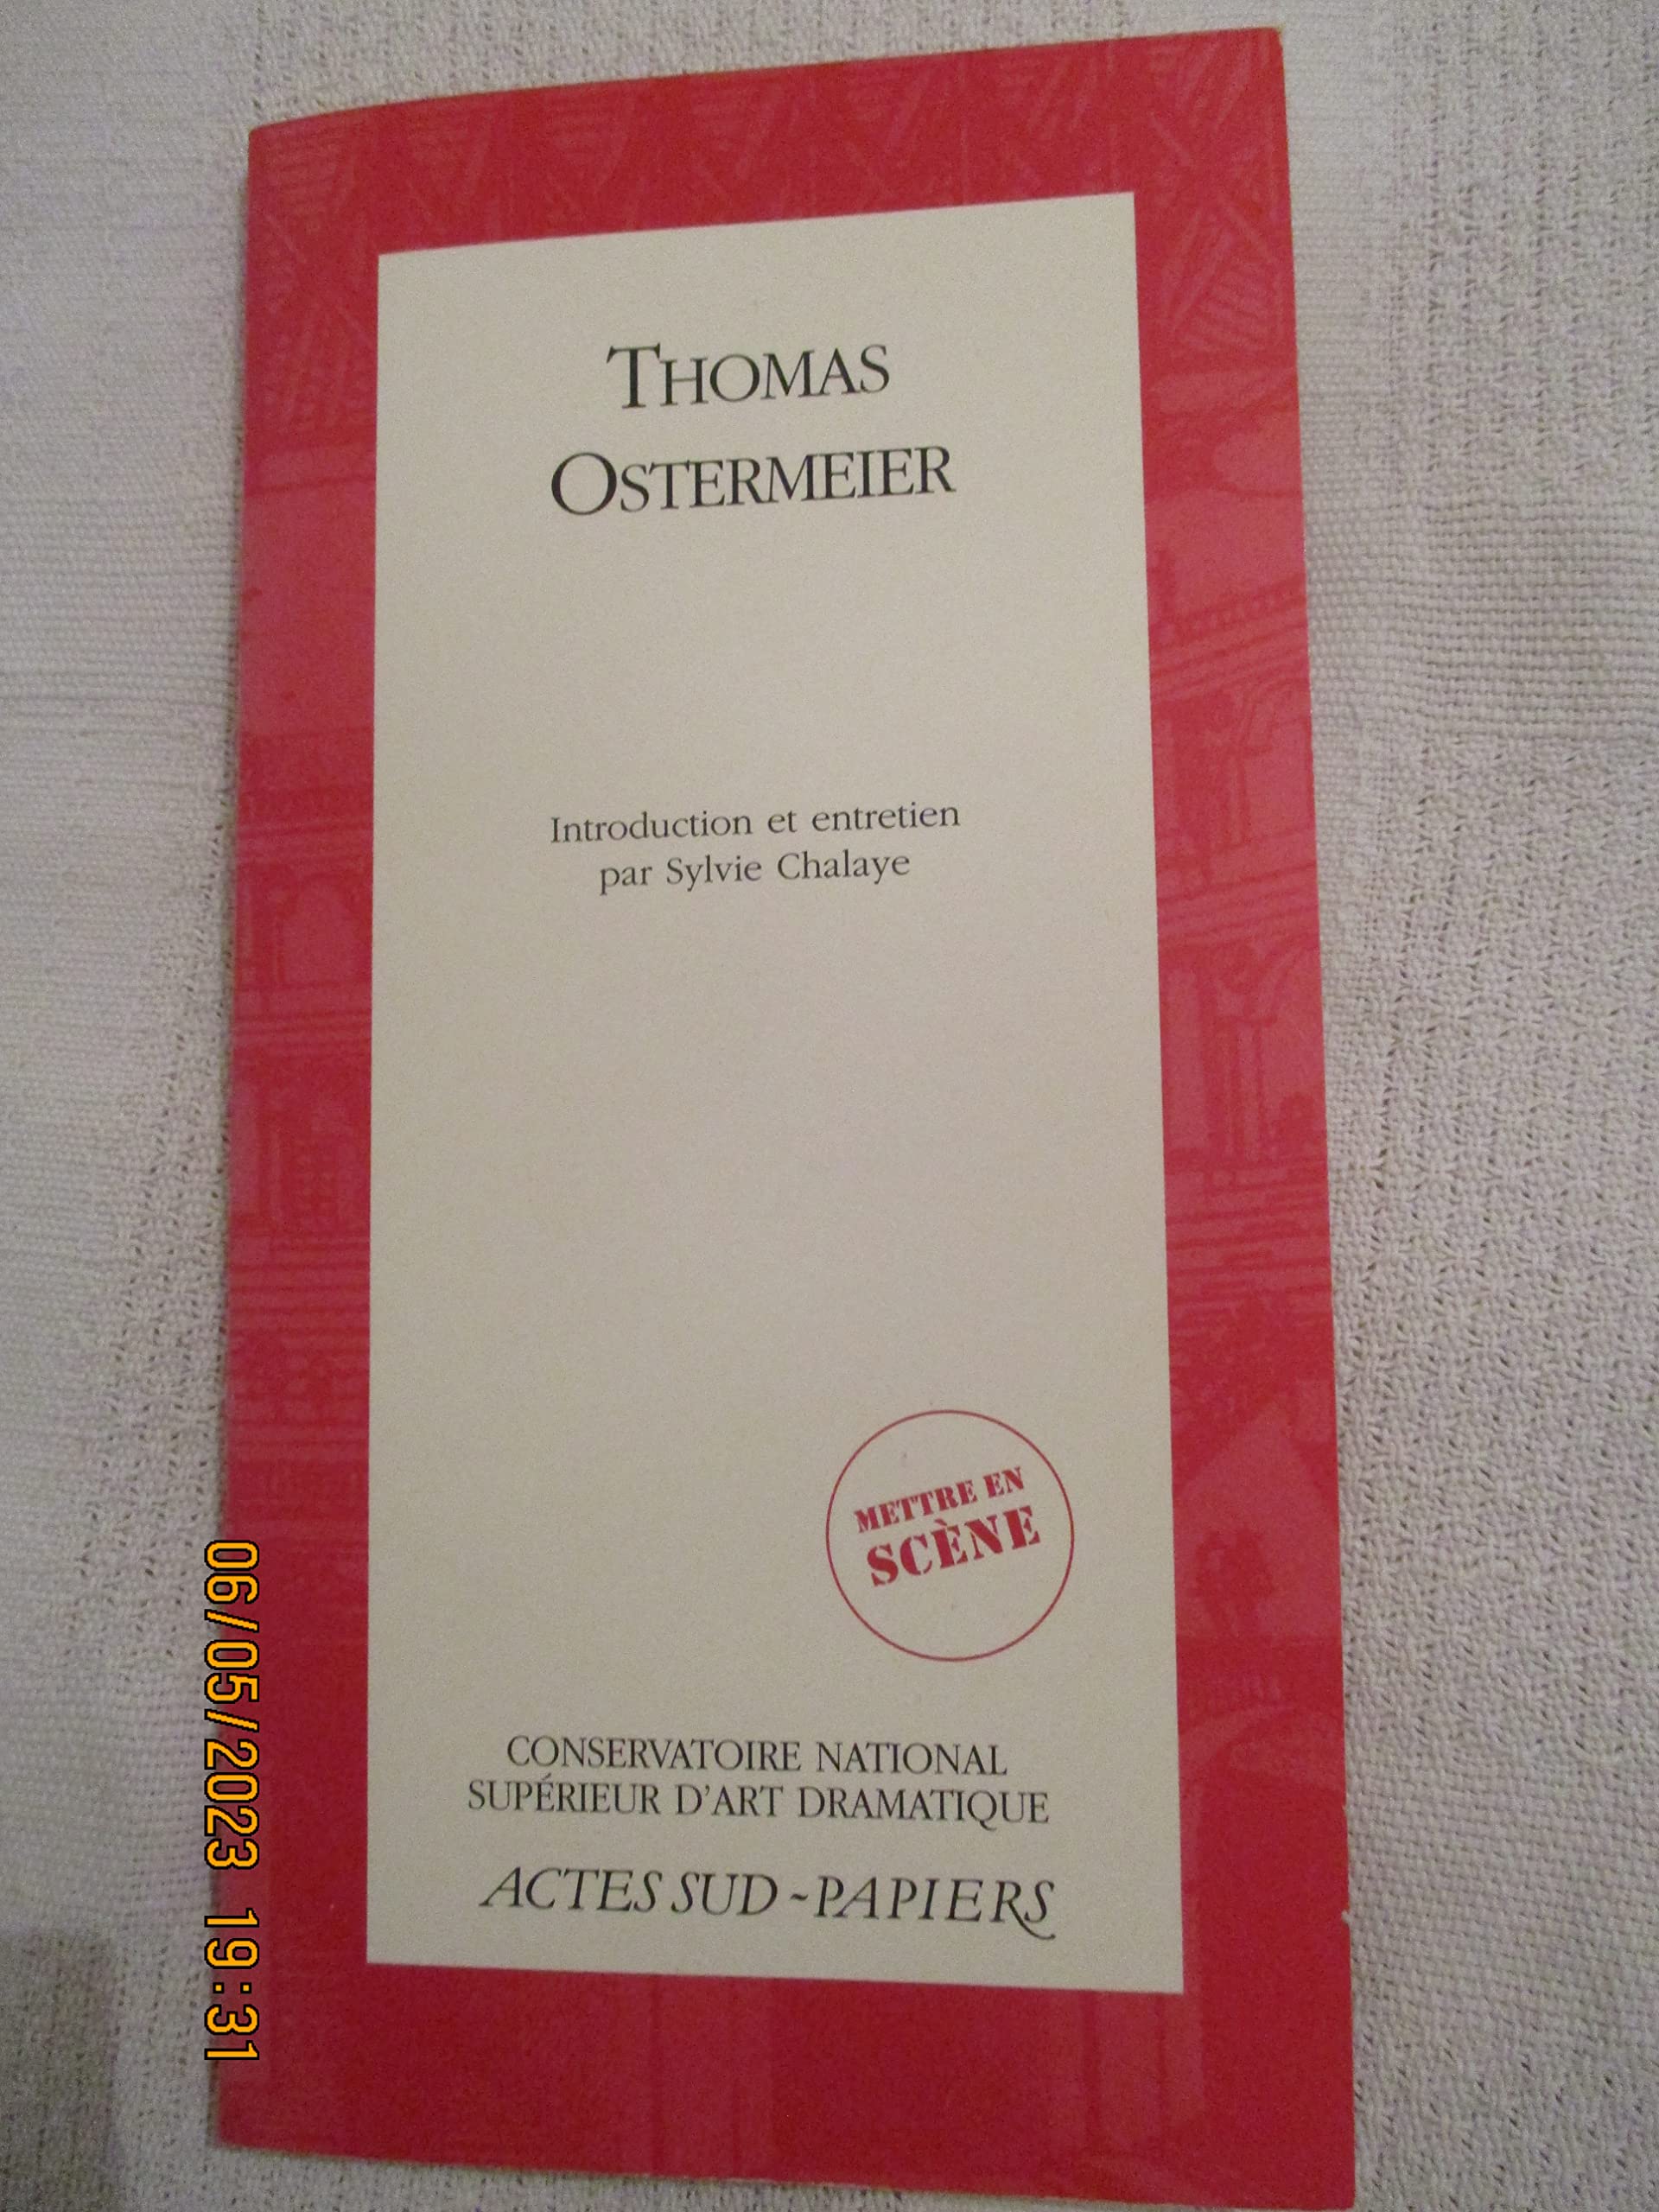 THOMAS
OSTERMEIER
Introduction et entretien
par Sylvie Chalaye
METTRE EN
SCÈNE
CONSERVATOIRE NATIONAL
SUPÉRIEUR D'ART DRAMATIQUE
ACTES SUD-PAPIERS
06/05/2023 19:31